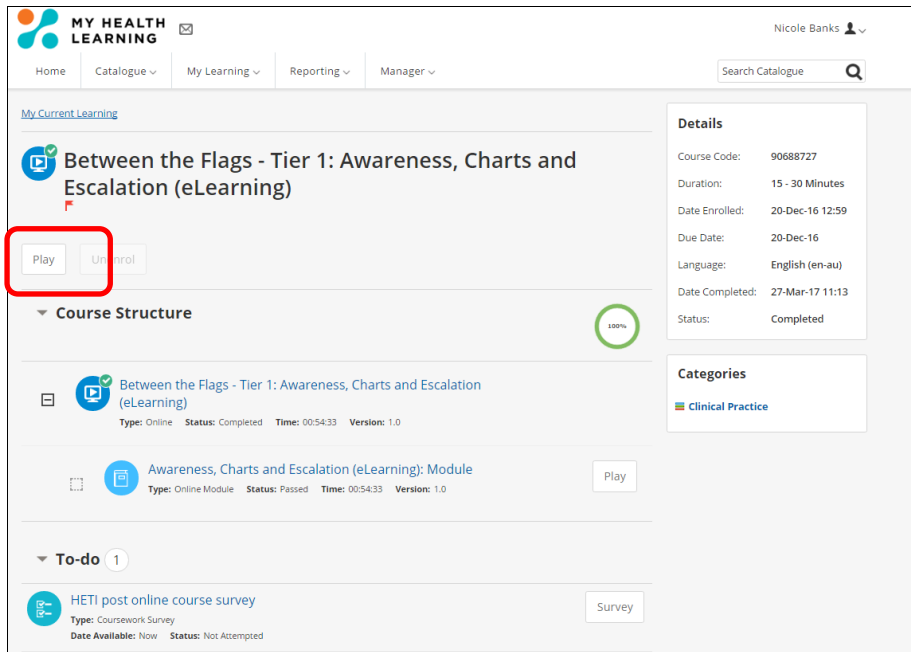 MY HEALTH
LEARNING
Nicole Banks
Home
Catalogue
My Learning
Reporting
Manager
Search Catalogue
My Current Learning
Between the Flags - Tier 1: Awareness, Charts and
Escalation (eLearning)
Play
Unenrol
Course Structure
100%
Between the Flags - Tier 1: Awareness, Charts and Escalation
(eLearning)
Type: Online Status: Completed Time: 00:54:33 Version: 1.0
Awareness, Charts and Escalation (eLearning): Module
Type: Online Module Status: Passed Time: 00:54:33 Version: 1.0
Play
To-do 1
HETI post online course survey
Type: Coursework Survey
Date Available: Now Status: Not Attempted
Survey
Details
Course Code: 90688727
Duration: 15 - 30 Minutes
Date Enrolled: 20-Dec-16 12:59
Due Date: 20-Dec-16
Language: English (en-au)
Date Completed: 27-Mar-17 11:13
Status: Completed
Categories
Clinical Practice